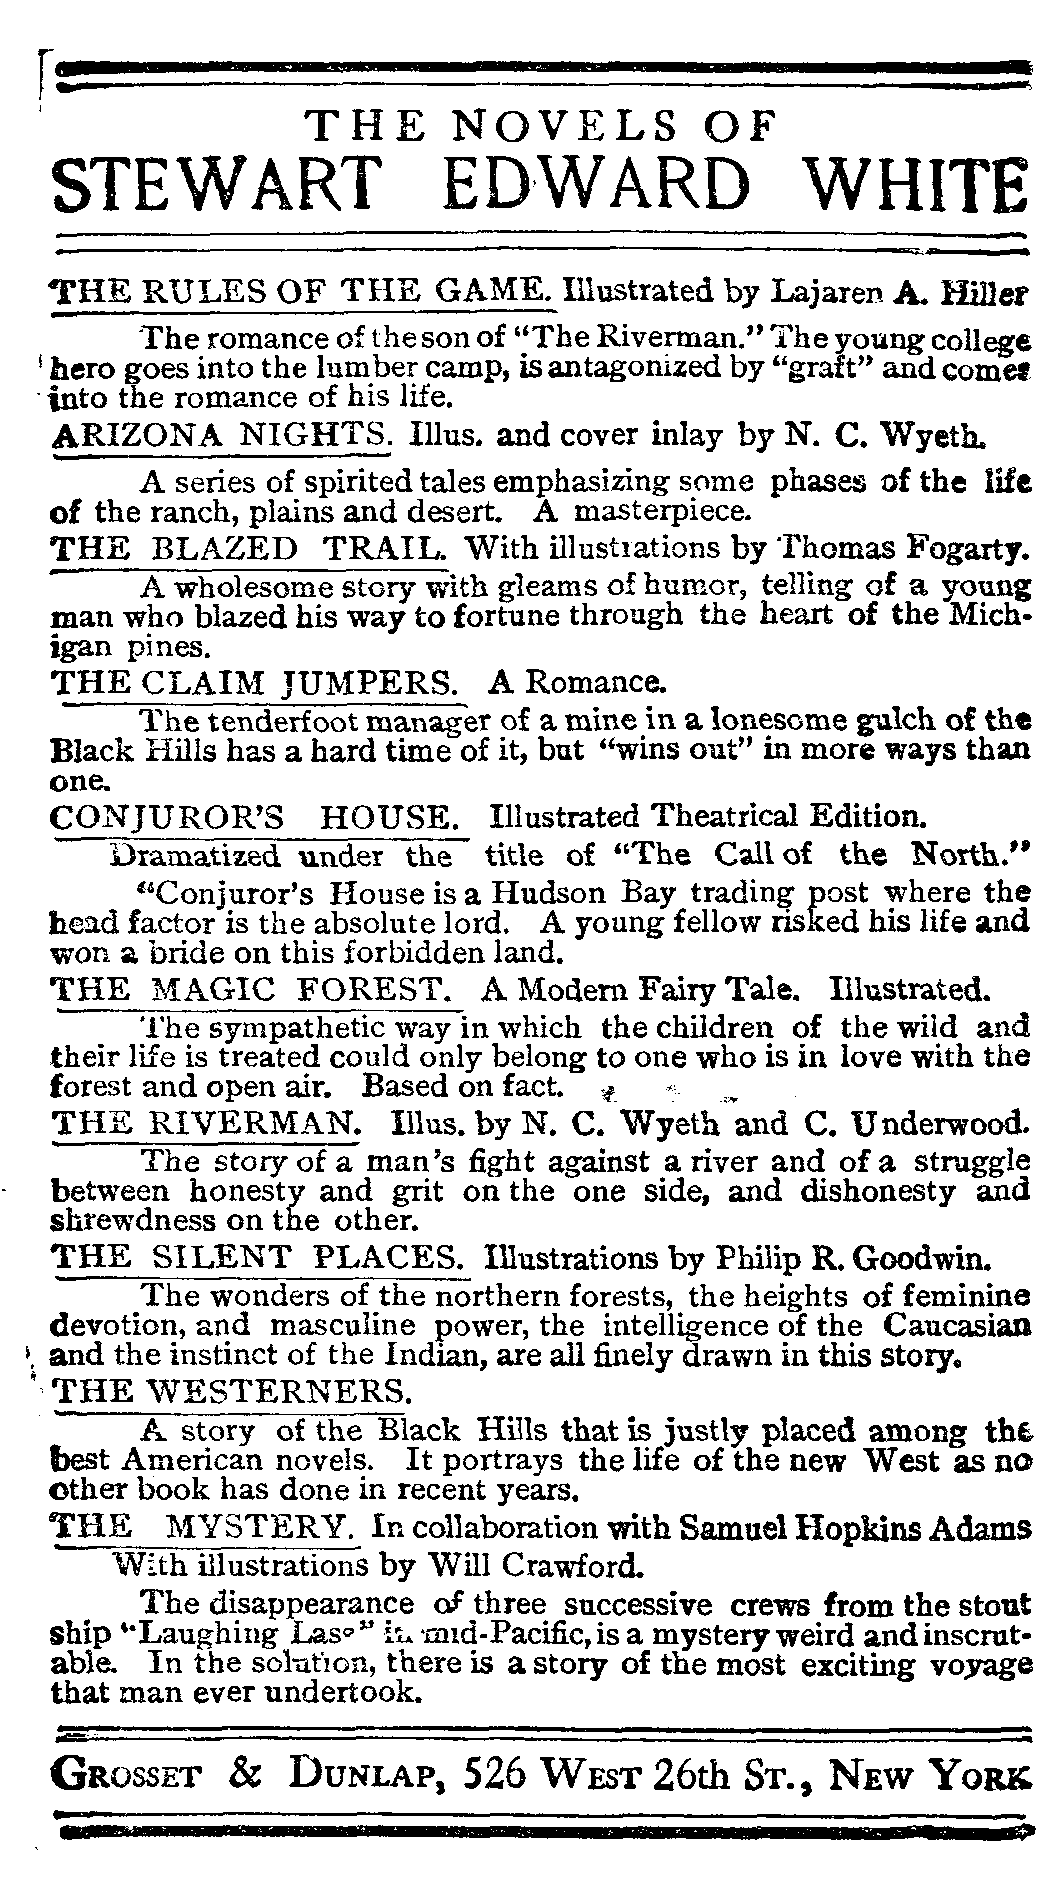 THE NOVELS OF
STEWART EDWARD WHITE
THE RULES OF THE GAME. Illustrated by Lajaren A. Hiller
The romance of the son of "The Riverman." The young college
hero goes into the lumber camp, is antagonized by "graft" and comes
into the romance of his life.
ARIZONA NIGHTS. Illus. and cover inlay by N. C. Wyeth.
A series of spirited tales emphasizing some phases of the life
of the ranch, plains and desert. A masterpiece.
THE BLAZED TRAIL. With illustrations by Thomas Fogarty.
A wholesome story with gleams of humor, telling of a young
man who blazed his way to fortune through the heart of the Mich-
igan pines.
THE CLAIM JUMPERS. A Romance.
The tenderfoot manager of a mine in a lonesome gulch of the
Black Hills has a hard time of it, but "wins out" in more ways than
one.
CONJUROR'S HOUSE. Illustrated Theatrical Edition.
Dramatized under the title of "The Call of the North."
"Conjuror's House is a Hudson Bay trading post where the
head factor is the absolute lord. A young fellow risked his life and
won a bride on this forbidden land.
THE MAGIC FOREST. A Modern Fairy Tale. Illustrated.
The sympathetic way in which the children of the wild and
their life is treated could only belong to one who is in love with the
forest and open air. Based on fact.
THE RIVERMAN. Illus. by N. C. Wyeth and C. Underwood.
The story of a man's fight against a river and of a struggle
between honesty and grit on the one side, and dishonesty and
shrewdness on the other.
THE SILENT PLACES. Illustrations by Philip R. Goodwin.
The wonders of the northern forests, the heights of feminine
devotion, and masculine power, the intelligence of the Caucasian
and the instinct of the Indian, are all finely drawn in this story.
THE WESTERNERS.
A story of the Black Hills that is justly placed among the
best American novels. It portrays the life of the new West as no
other book has done in recent years.
THE MYSTERY. In collaboration with Samuel Hopkins Adams
With illustrations by Will Crawford.
The disappearance of three successive crews from the stout
ship "Laughing Lass" in mid-Pacific, is a mystery weird and inscrut-
able. In the solution, there is a story of the most exciting voyage
that man ever undertook.
GROSSET & DUNLAP, 526 WEST 26th ST., NEW YORK